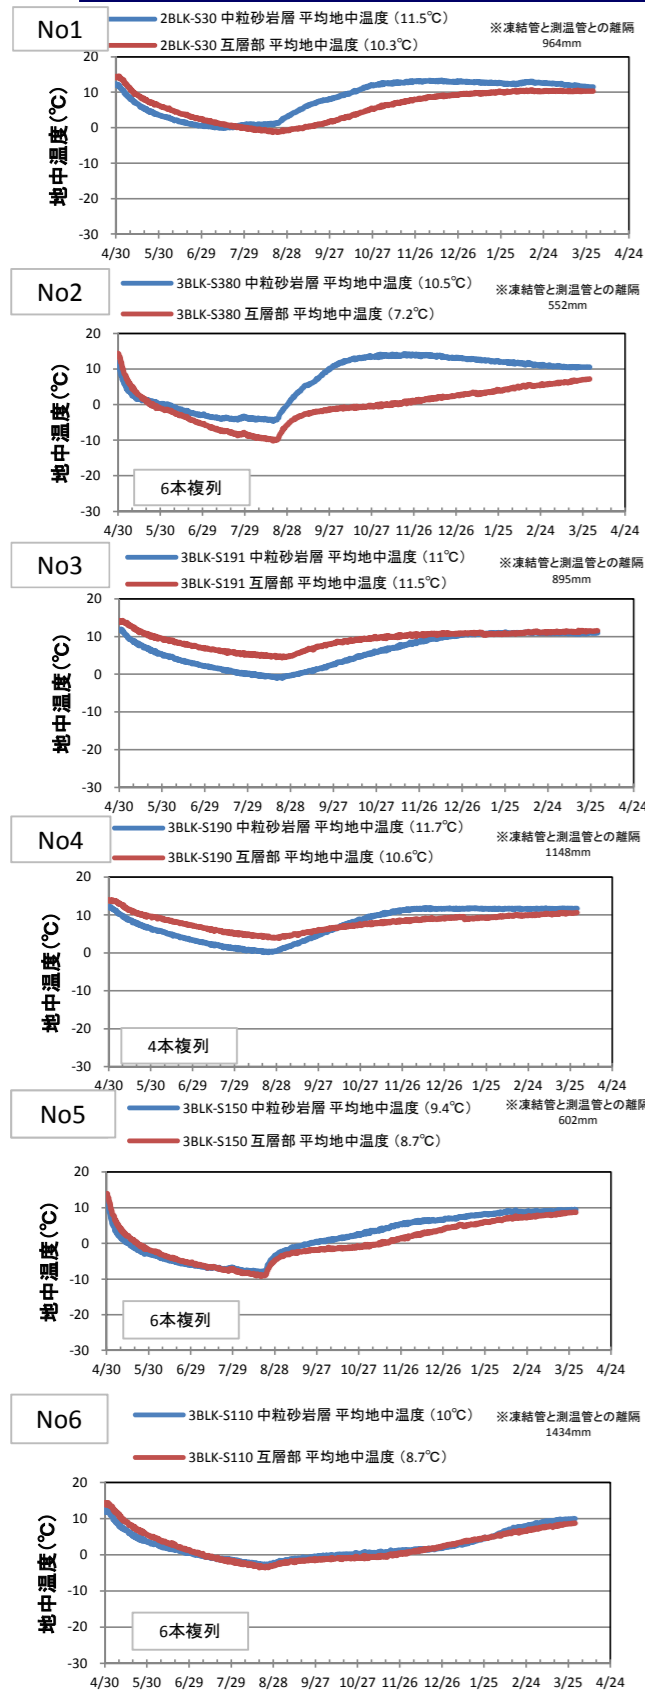 No1
2BLK-S30 中粒砂岩層 平均地中温度 (11.5℃)
2BLK-S30 互層部 平均地中温度 (10.3℃)
※凍結管と測温管との離隔
964mm
地中温度(℃)
20
10
0
-10
-20
-30
4/30 5/30 6/29 7/29 8/28 9/27 10/27 11/26 12/26 1/25 2/24 3/25 4/24
No2
3BLK-S380 中粒砂岩層 平均地中温度 (10.5℃)
3BLK-S380 互層部 平均地中温度 (7.2℃)
※凍結管と測温管との離隔
552mm
地中温度(℃)
20
10
0
-10
-20
-30
6本複列
4/30 5/30 6/29 7/29 8/28 9/27 10/27 11/26 12/26 1/25 2/24 3/25 4/24
No3
3BLK-S191 中粒砂岩層 平均地中温度 (11℃)
3BLK-S191 互層部 平均地中温度 (11.5℃)
※凍結管と測温管との離隔
895mm
地中温度(℃)
20
10
0
-10
-20
-30
4/30 5/30 6/29 7/29 8/28 9/27 10/27 11/26 12/26 1/25 2/24 3/25 4/24
No4
3BLK-S190 中粒砂岩層 平均地中温度 (11.7℃)
3BLK-S190 互層部 平均地中温度 (10.6℃)
※凍結管と測温管との離隔
1148mm
地中温度(℃)
20
10
0
-10
-20
-30
4本複列
4/30 5/30 6/29 7/29 8/28 9/27 10/27 11/26 12/26 1/25 2/24 3/25 4/24
No5
3BLK-S150 中粒砂岩層 平均地中温度 (9.4℃)
3BLK-S150 互層部 平均地中温度 (8.7℃)
※凍結管と測温管との離隔
602mm
地中温度(℃)
20
10
0
-10
-20
-30
6本複列
4/30 5/30 6/29 7/29 8/28 9/27 10/27 11/26 12/26 1/25 2/24 3/25 4/24
No6
3BLK-S110 中粒砂岩層 平均地中温度 (10℃)
3BLK-S110 互層部 平均地中温度 (8.7℃)
※凍結管と測温管との離隔
1434mm
地中温度(℃)
20
10
0
-10
-20
-30
6本複列
4/30 5/30 6/29 7/29 8/28 9/27 10/27 11/26 12/26 1/25 2/24 3/25 4/24